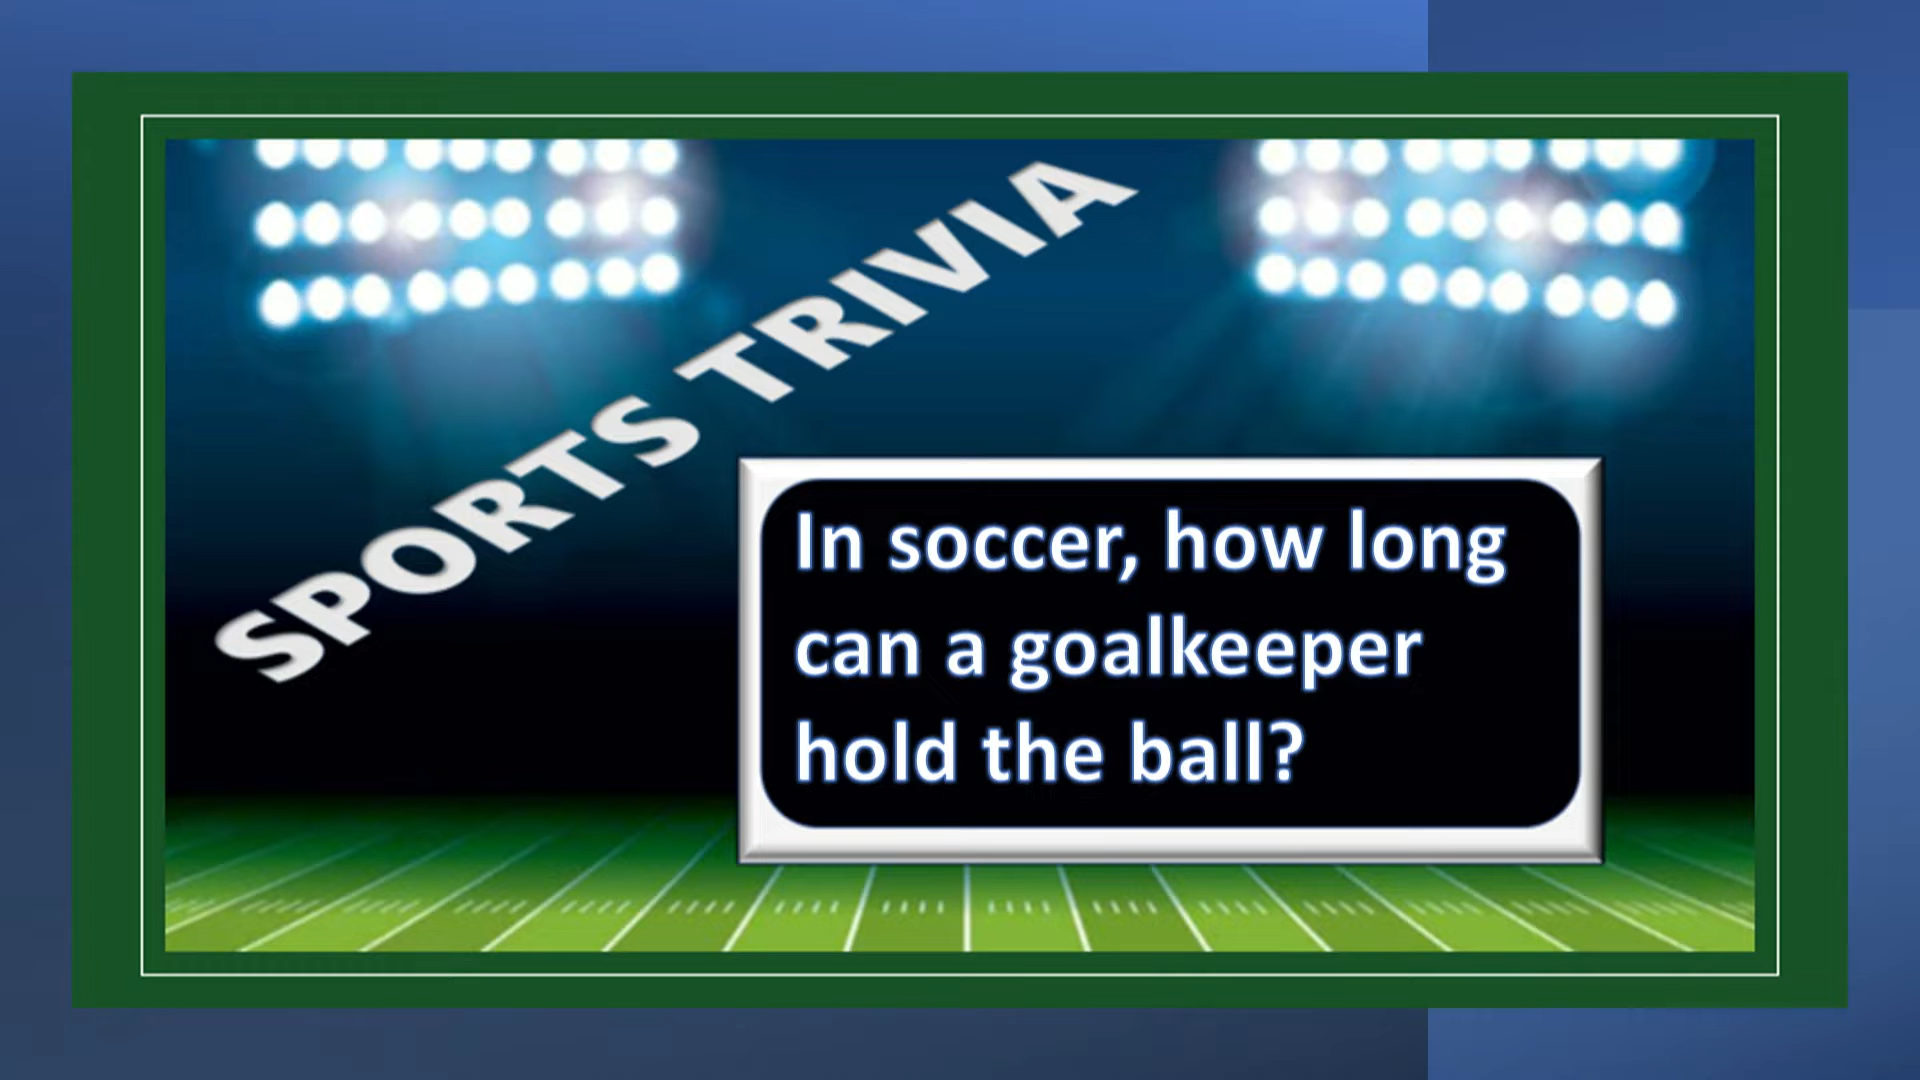 SPORTS TRIVIA
In soccer, how long
can a goalkeeper
hold the ball?